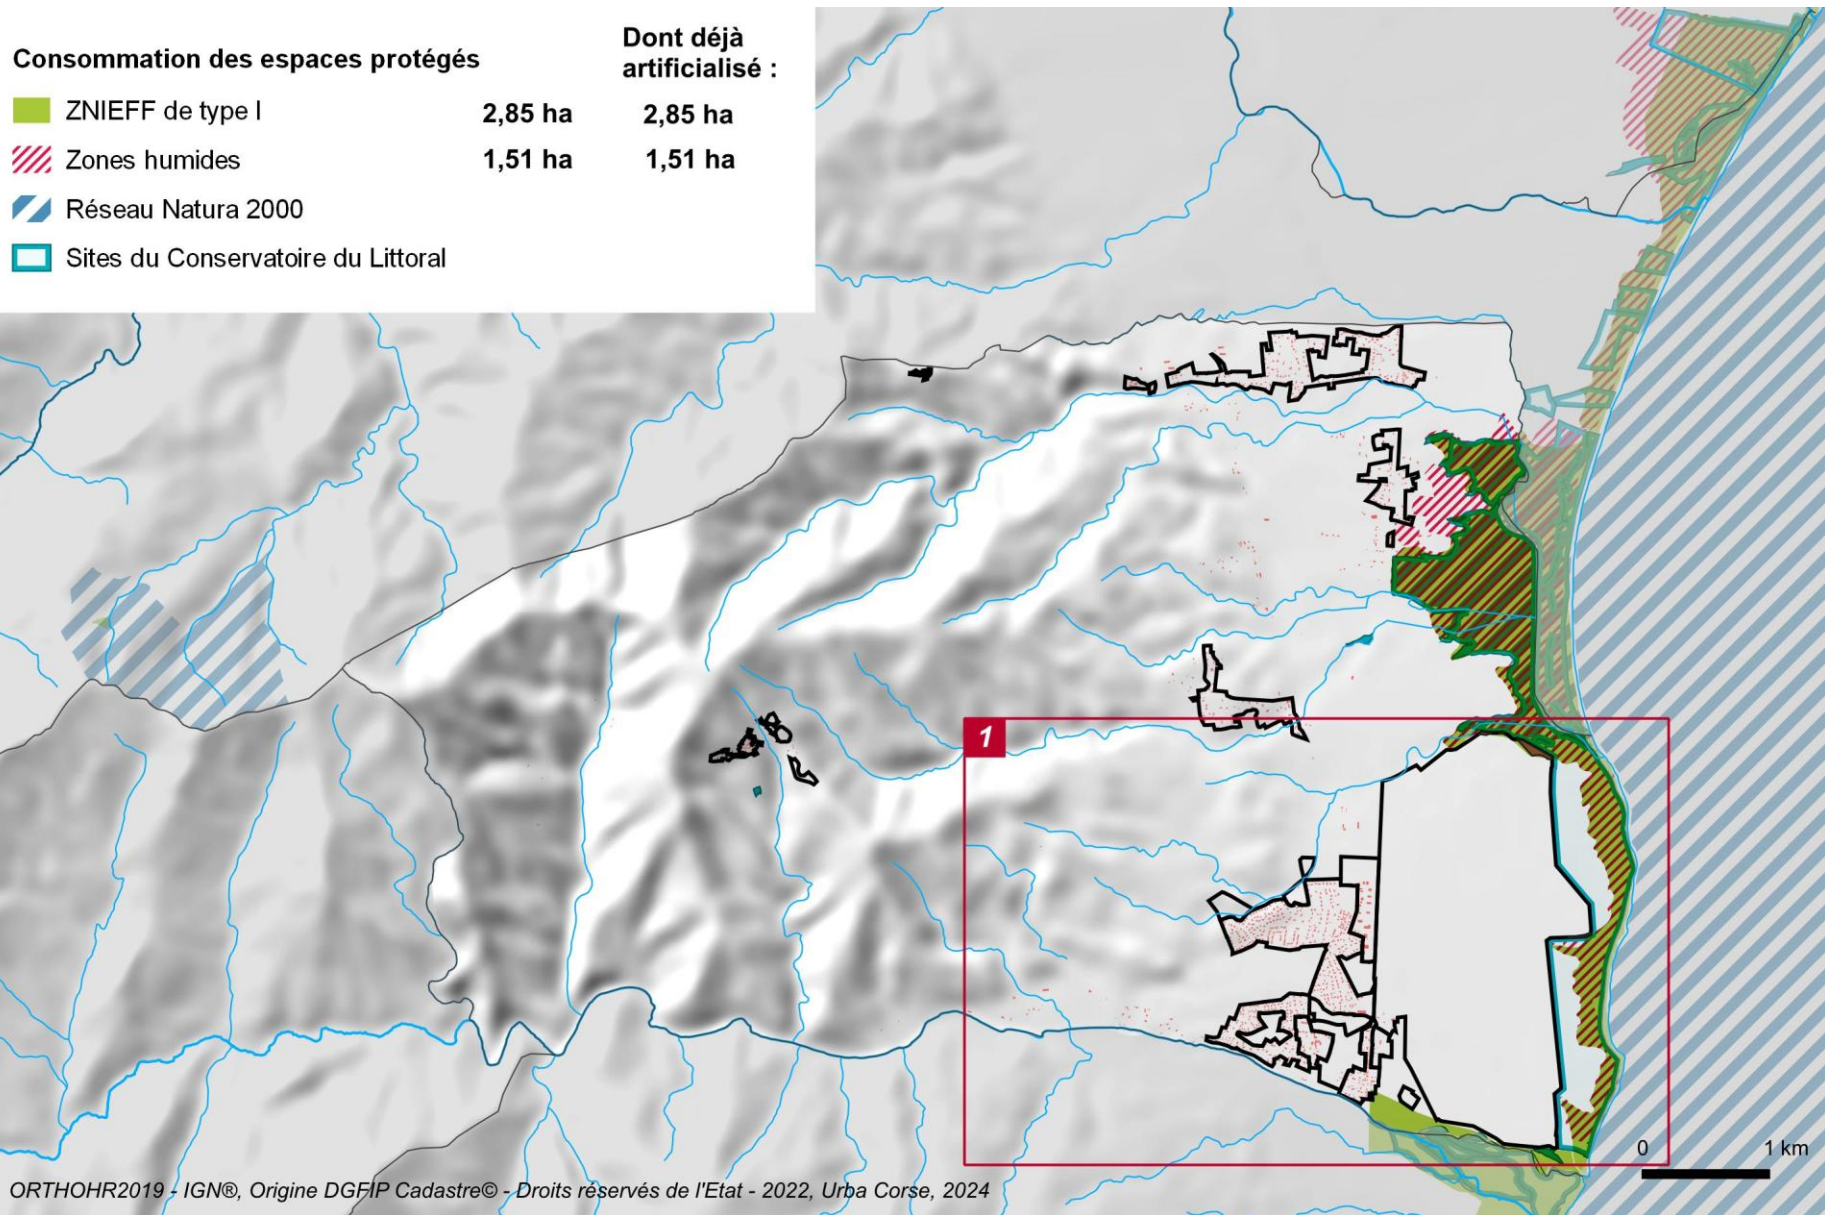 Consommation des espaces protégés
Dont déjà
artificialisé :
ZNIEFF de type I 2,85 ha 2,85 ha
Zones humides 1,51 ha 1,51 ha
Réseau Natura 2000
Sites du Conservatoire du Littoral
1
0 1 km
ORTHOHR2019 - IGN®, Origine DGFIP Cadastre© - Droits réservés de l'Etat - 2022, Urba Corse, 2024